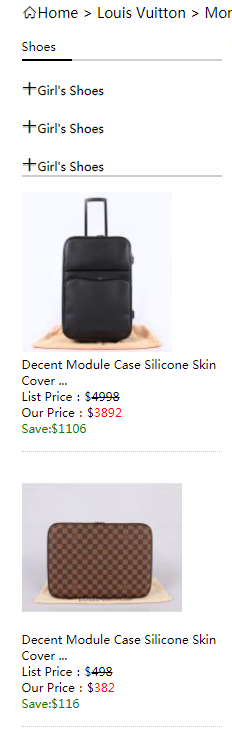 Home > Louis Vuitton > Mor
Shoes
Girl's Shoes
Girl's Shoes
Girl's Shoes
Decent Module Case Silicone Skin
Cover ...
List Price : $4998
Our Price : $3892
Save:$1106
Decent Module Case Silicone Skin
Cover ...
List Price : $498
Our Price : $382
Save:$116